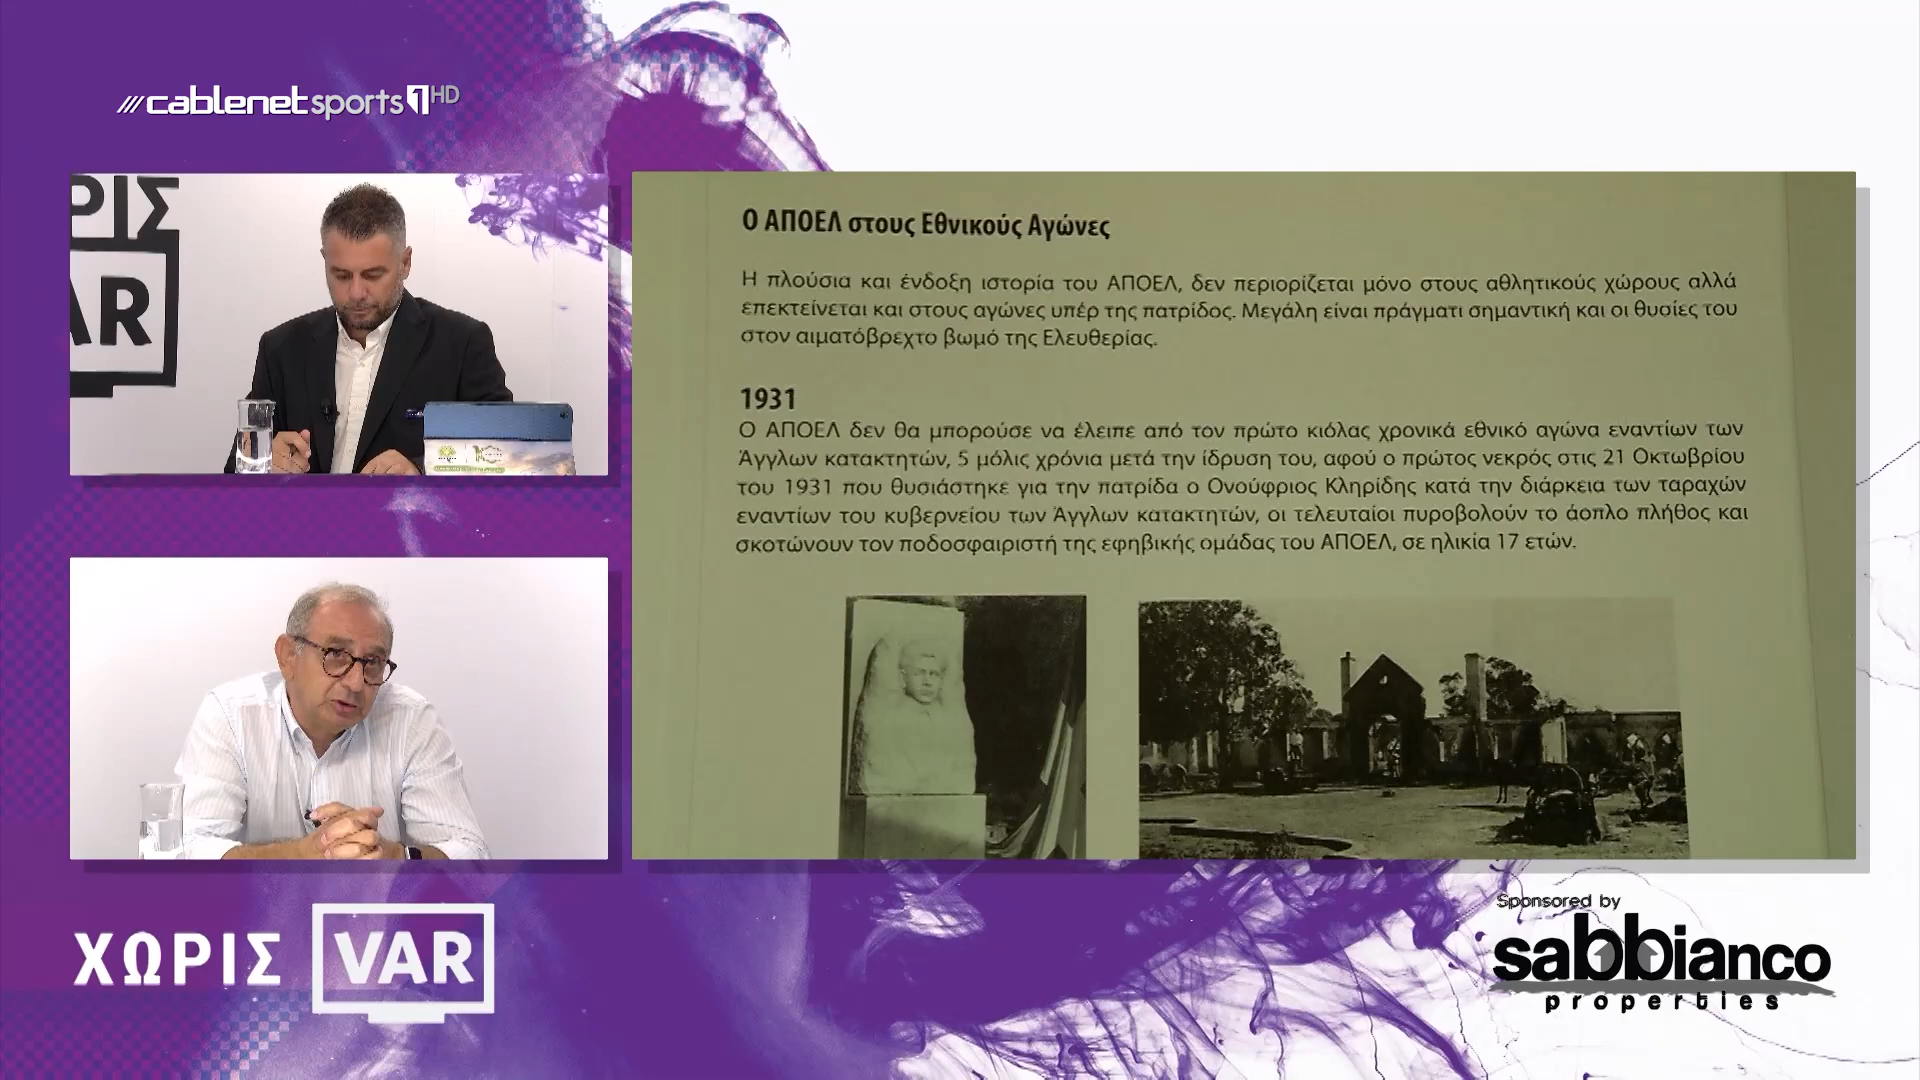 cablenet sports 1 HD
ΡΙΣ
AR
Ο ΑΠΟΕΛ στους Εθνικούς Αγώνες
Η πλούσια και ένδοξη ιστορία του ΑΠΟΕΛ, δεν περιορίζεται μόνο στους αθλητικούς χώρους αλλά
επεκτείνεται και στους αγώνες υπέρ της πατρίδος. Μεγάλη είναι πράγματι σημαντική και οι θυσίες του
στον αιματόβρεχτο βωμό της Ελευθερίας.
1931
Ο ΑΠΟΕΛ δεν θα μπορούσε να έλειπε από τον πρώτο κιόλας χρονικά εθνικό αγώνα εναντίων των
Άγγλων κατακτητών, 5 μόλις χρόνια μετά την ίδρυση του, αφού ο πρώτος νεκρός στις 21 Οκτωβρίου
του 1931 που θυσιάστηκε για την πατρίδα ο Ονούφριος Κληρίδης κατά την διάρκεια των ταραχών
εναντίων του κυβερνείου των Άγγλων κατακτητών, οι τελευταίοι πυροβολούν το άοπλο πλήθος και
σκοτώνουν τον ποδοσφαιριστή της εφηβικής ομάδας του ΑΠΟΕΛ, σε ηλικία 17 ετών.
ΧΩΡΙΣ VAR
Sponsored by
sabbianco
properties